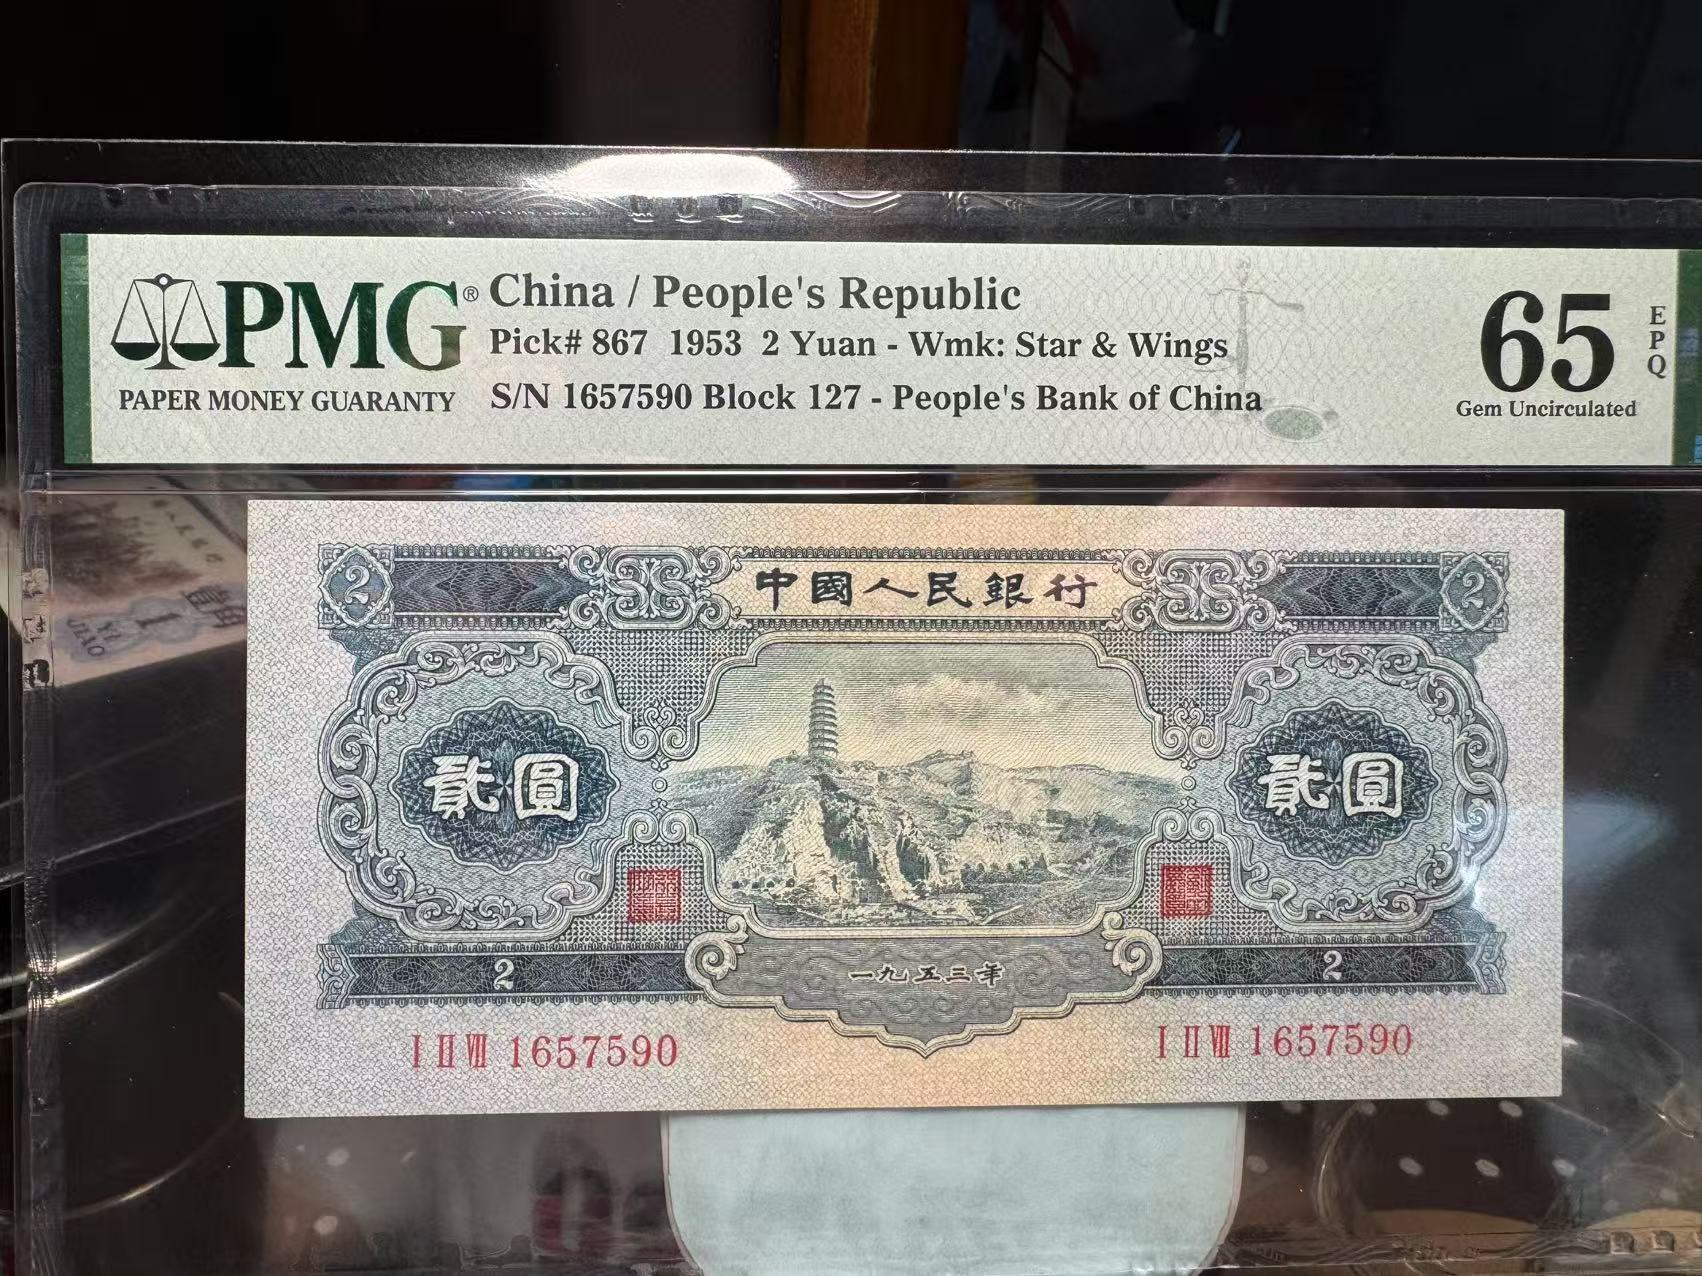 PMG® China / People's Republic
Pick# 867 1953 2 Yuan - Wmk: Star & Wings
PAPER MONEY GUARANTY S/N 1657590 Block 127 - People's Bank of China
65 EPQ
Gem Uncirculated
2 中國人民銀行 2
貳圓 貳圓
2 一九五三年 2
I II VII 1657590 I II VII 1657590
1